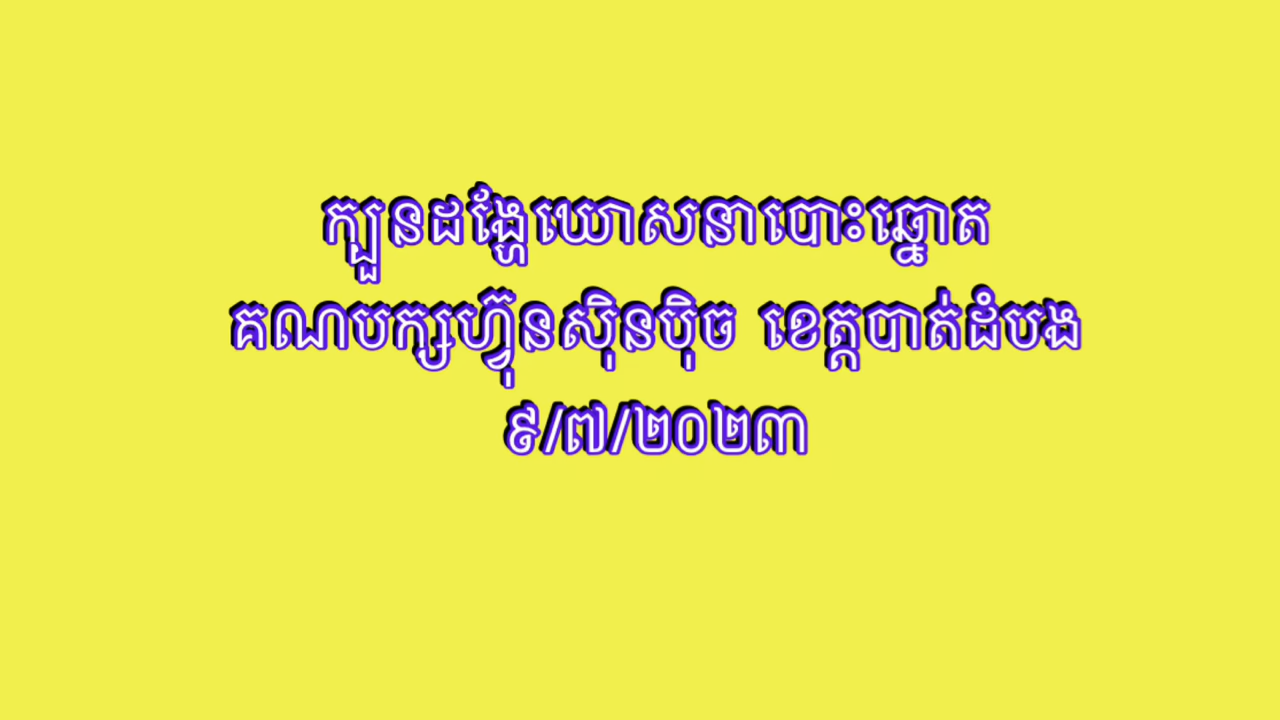 ក្បួនដង្ហែឃោសនាបោះឆ្នោត
គណបក្សហ្វ៊ុនស៊ិនប៉ិច ខេត្តបាត់ដំបង
៩/៧/២០២៣